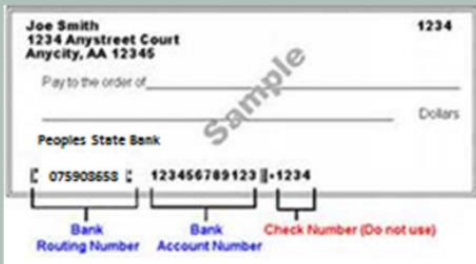 Joe Smith 1234
1234 Anystreet Court
Anycity, AA 12345
Pay to the order of
Sample
Dollars
Peoples State Bank
⑆ 075908658 ⑆ 123456789123 ⑈-1234
Bank Routing Number
Bank Account Number
Check Number (Do not use)